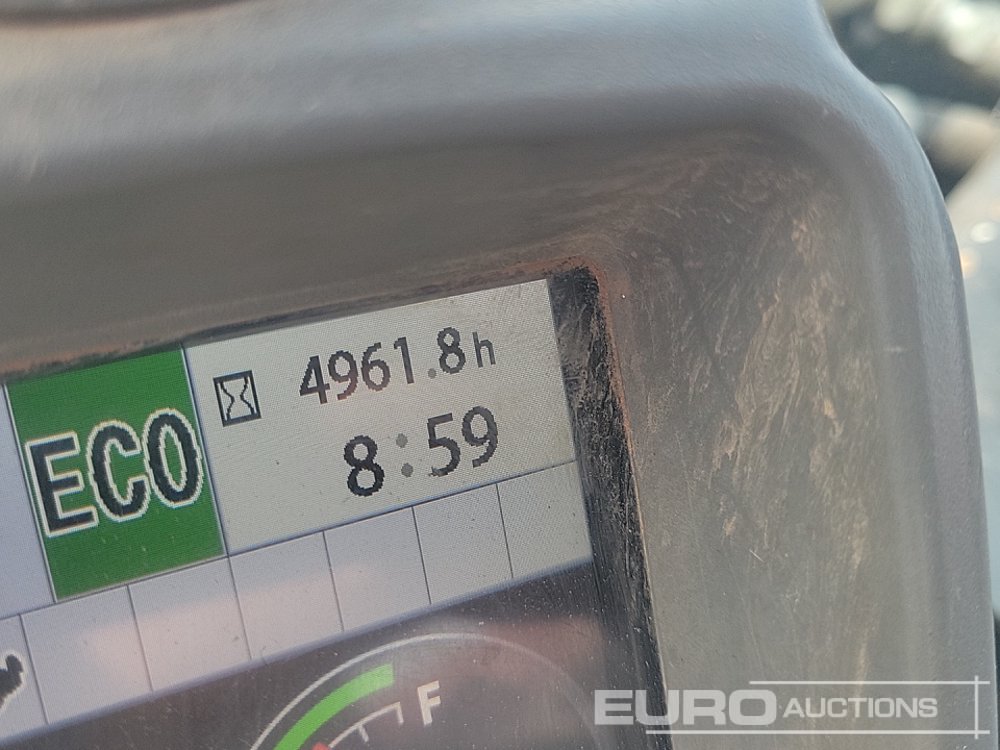 ECO
4961.8h
8:59
F
EURO AUCTIONS